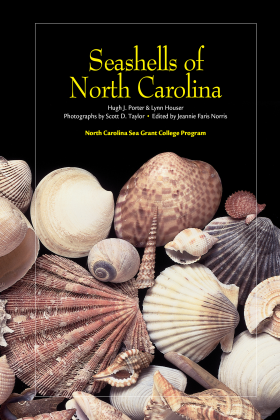 Seashells of
North Carolina
Hugh J. Porter & Lynn Houser
Photographs by Scott D. Taylor • Edited by Jeannie Faris Norris
North Carolina Sea Grant College Program